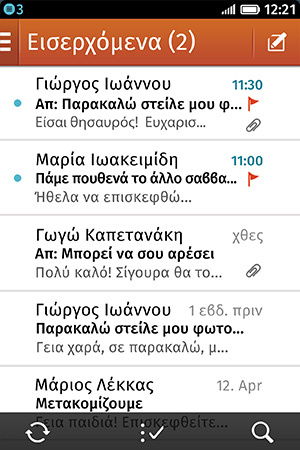 3 12:21
Εισερχόμενα (2)
Γιώργος Ιωάννου 11:30
Απ: Παρακαλώ στείλε μου φ...
Είσαι θησαυρός! Ευχαρισ...
Μαρία Ιωακειμίδη 11:00
Πάμε πουθενά το άλλο σαββα...
Ήθελα να επισκεφθώ...
Γωγώ Καπετανάκη χθες
Απ: Μπορεί να σου αρέσει
Πολύ καλό! Σίγουρα θα το...
Γιώργος Ιωάννου 1 εβδ. πριν
Παρακαλώ στείλε μου φωτο...
Γεια χαρά, σε παρακαλώ, μ...
Μάριος Λέκκας 12. Apr
Μετακομίζουμε
Γεια παιδιά! Επισκεφθείτε...